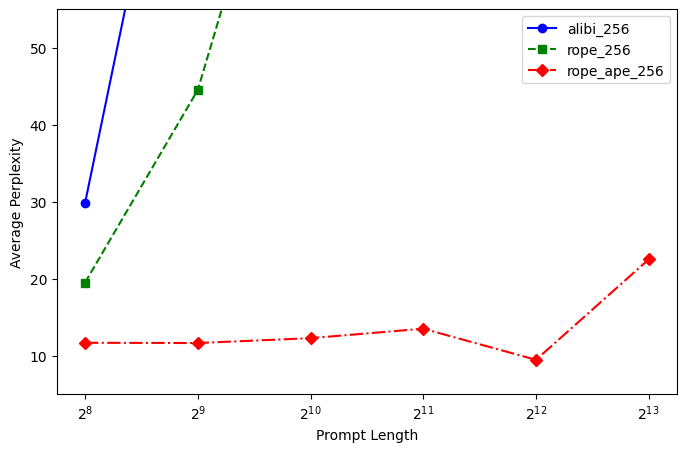 alibi_256
rope_256
rope_ape_256
Average Perplexity
50
40
30
20
10
2^8 2^9 2^10 2^11 2^12 2^13
Prompt Length